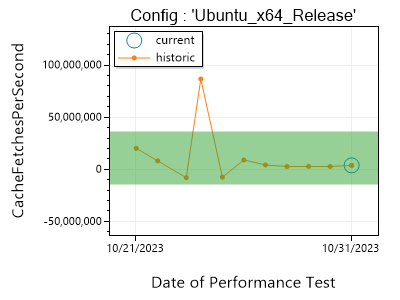 Config : 'Ubuntu_x64_Release'
current
historic
CacheFetchesPerSecond
100,000,000
50,000,000
0
-50,000,000
10/21/2023
10/31/2023
Date of Performance Test